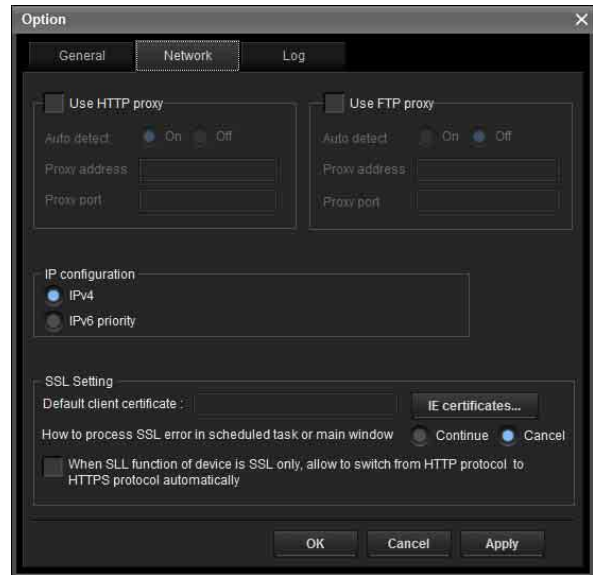 Option
General Network Log
Use HTTP proxy
Auto detect On Off
Proxy address
Proxy port
Use FTP proxy
Auto detect On Off
Proxy address
Proxy port
IP configuration
IPv4
IPv6 priority
SSL Setting
Default client certificate :
IE certificates...
How to process SSL error in scheduled task or main window Continue Cancel
When SLL function of device is SSL only, allow to switch from HTTP protocol to
HTTPS protocol automatically
OK Cancel Apply